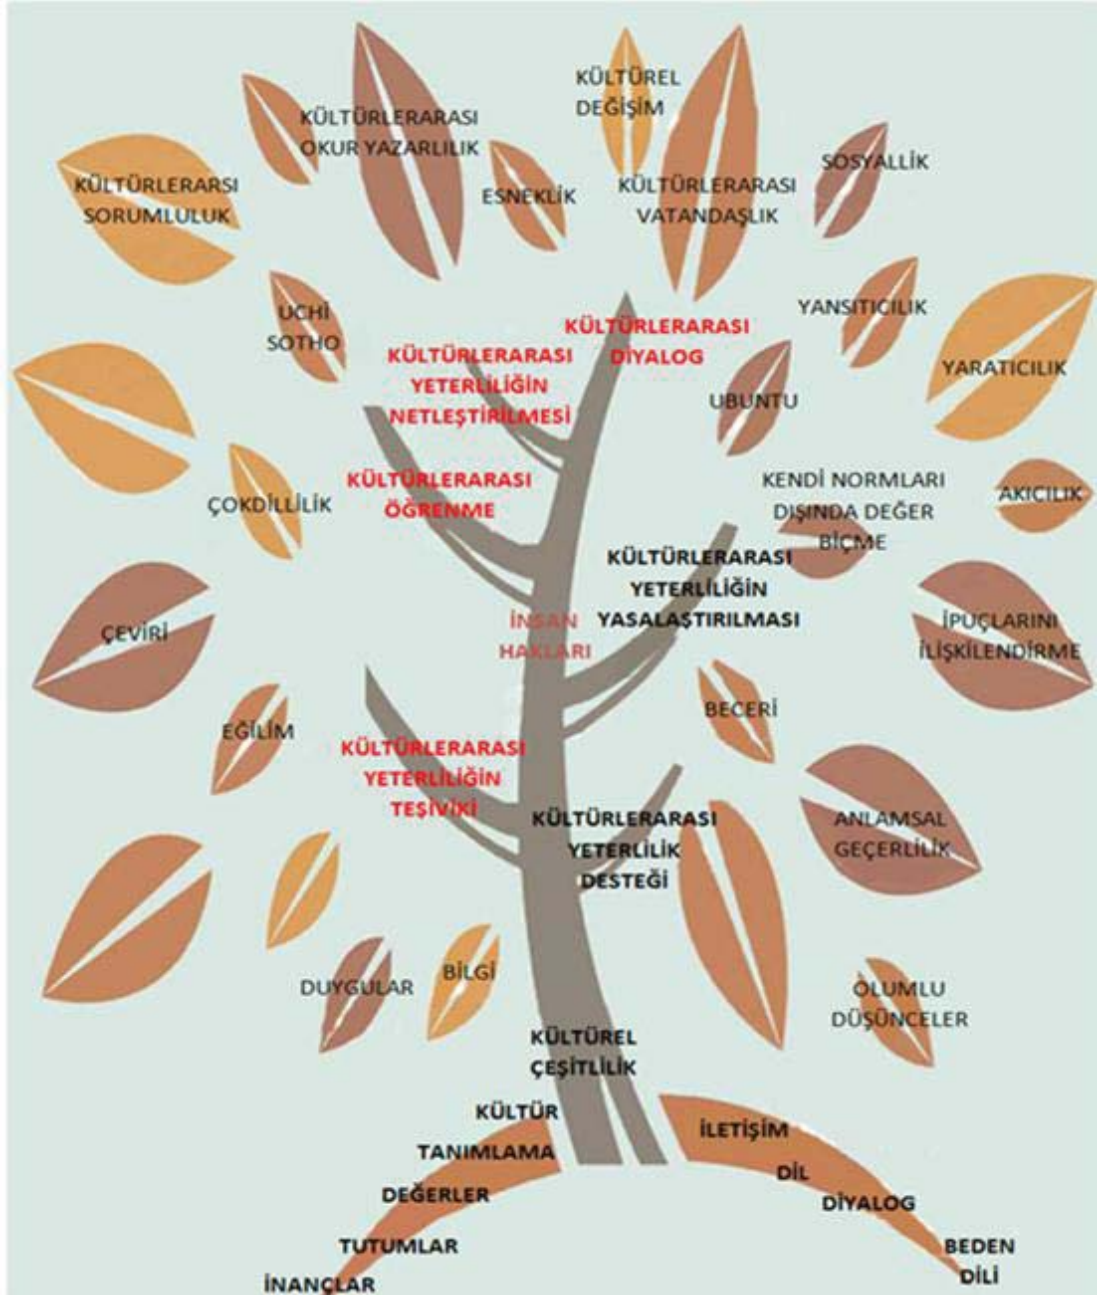 KÜLTÜREL
DEĞİŞİM
KÜLTÜRLERARASI
OKUR YAZARLILIK
SOSYALLİK
KÜLTÜRLERARSI
SORUMLULUK
ESNEKLİK
KÜLTÜRLERARASI
VATANDAŞLIK
UCHİ
SOTHO
YANSITICILIK
KÜLTÜRLERARASI
DİYALOG
KÜLTÜRLERARASI
YETERLİLİĞİN
NETLEŞTİRİLMESİ
YARATICILIK
UBUNTU
KÜLTÜRLERARASI
ÖĞRENME
ÇOKDİLLİLİK
KENDİ NORMLARI
DIŞINDA DEĞER
BİÇME
AKICILIK
KÜLTÜRLERARASI
YETERLİLİĞİN
YASALAŞTIRILMASI
İNSAN
HAKLARI
ÇEVİRİ
İPUÇLARINI
İLİŞKİLENDİRME
EĞİLİM
BECERİ
KÜLTÜRLERARASI
YETERLİLİĞİN
TEŞİVİKİ
KÜLTÜRLERARASI
YETERLİLİK
DESTEĞİ
ANLAMSAL
GEÇERLİLİK
DUYGULAR
BİLGİ
OLUMLU
DÜŞÜNCELER
KÜLTÜREL
ÇEŞİTLİLİK
KÜLTÜR
TANIMLAMA
DEĞERLER
TUTUMLAR
İNANÇLAR
İLETİŞİM
DİL
DİYALOG
BEDEN
DİLİ